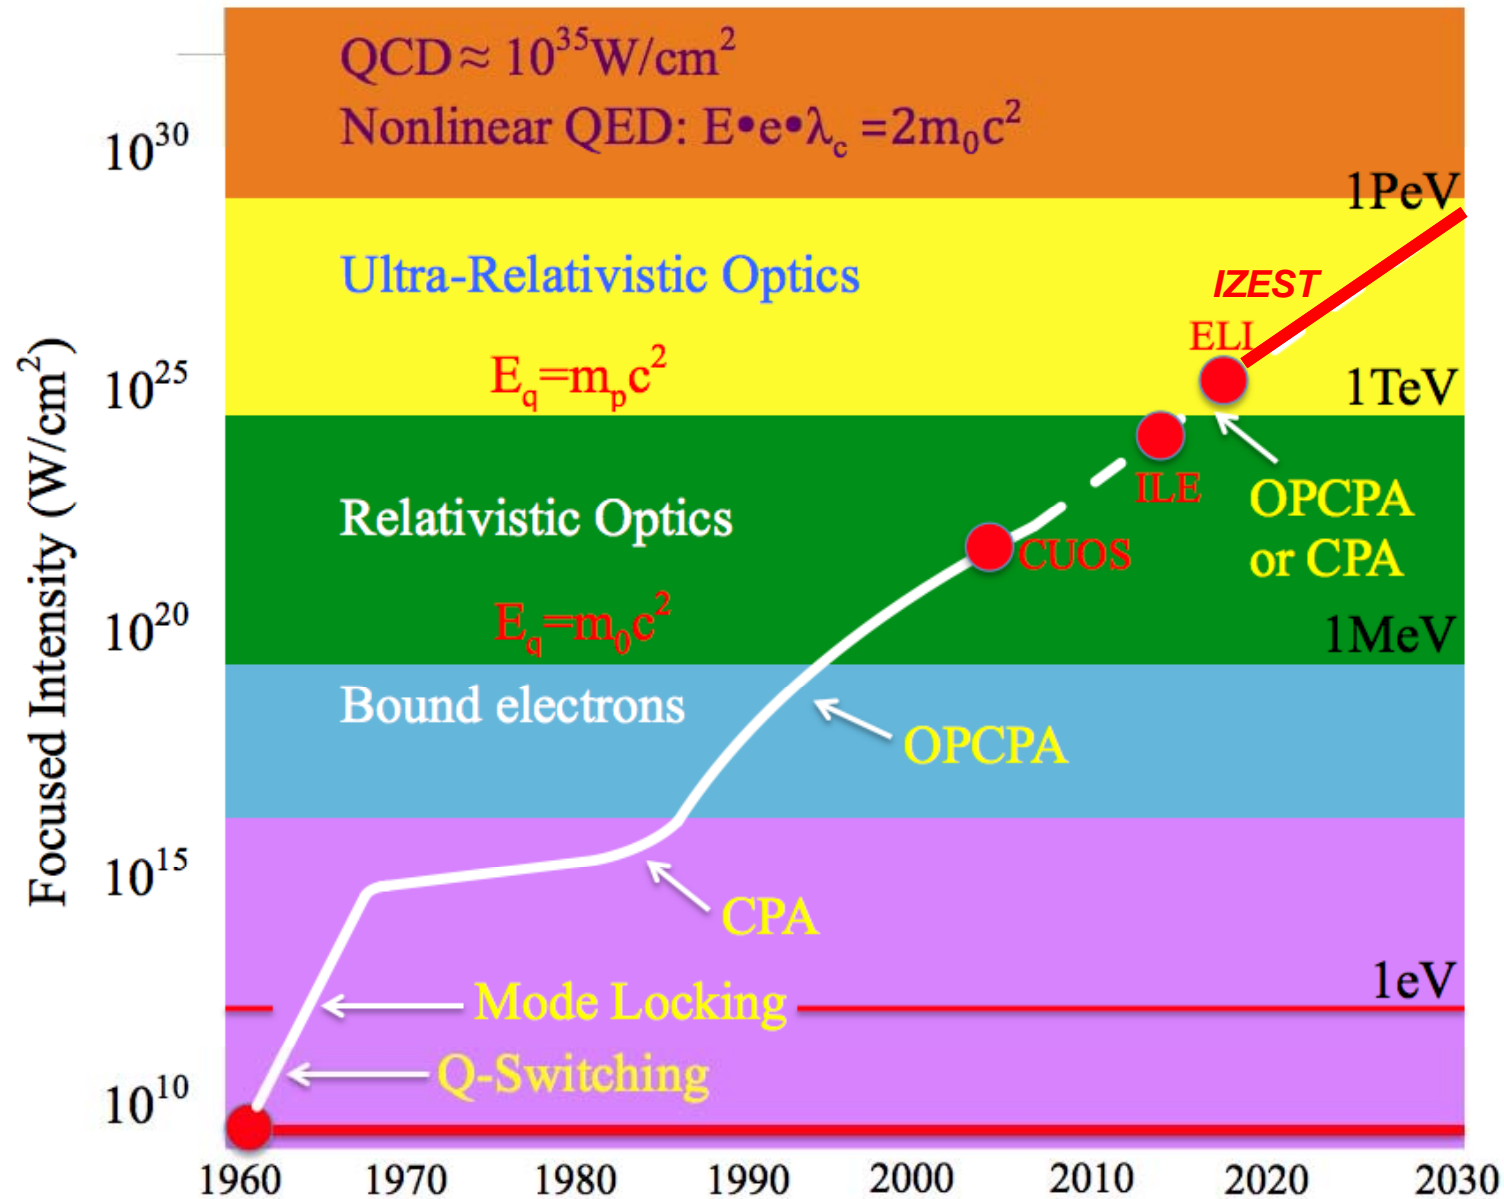 QCD ≈ 10³⁵W/cm²
Nonlinear QED: E•e•λc =2m₀c²
10³⁰
1PeV
Ultra-Relativistic Optics
IZEST
ELI
Eq=mpc²
10²⁵
1TeV
Focused Intensity (W/cm²)
Relativistic Optics
ILE
OPCPA
or CPA
CUOS
Eq=m₀c²
10²⁰
1MeV
Bound electrons
OPCPA
10¹⁵
CPA
1eV
Mode Locking
Q-Switching
10¹⁰
1960 1970 1980 1990 2000 2010 2020 2030